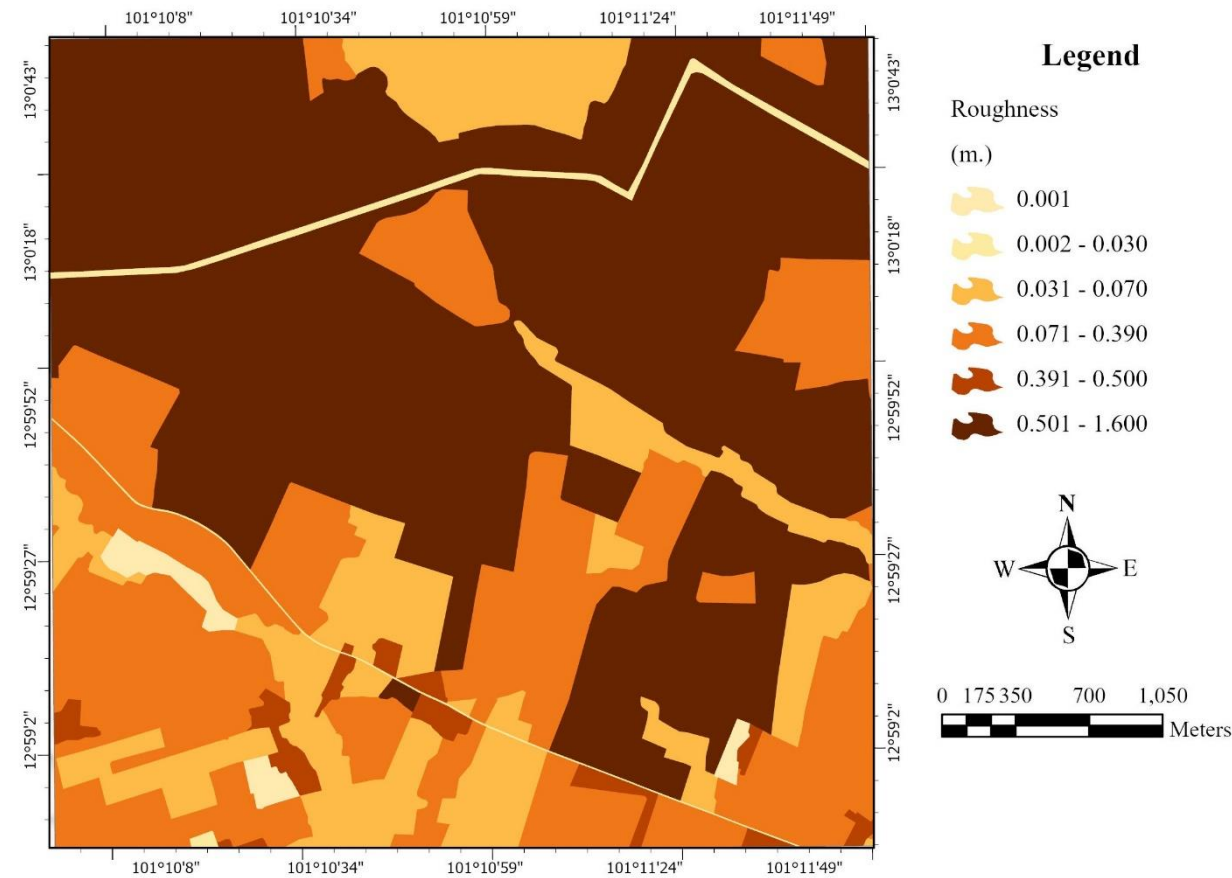 101°10'8" 101°10'34" 101°10'59" 101°11'24" 101°11'49"
13°0'43" 13°0'43"
13°0'18" 13°0'18"
12°59'52" 12°59'52"
12°59'27" 12°59'27"
12°59'2" 12°59'2"
101°10'8" 101°10'34" 101°10'59" 101°11'24" 101°11'49"
Legend
Roughness
(m.)
0.001
0.002 - 0.030
0.031 - 0.070
0.071 - 0.390
0.391 - 0.500
0.501 - 1.600
N
W E
S
0 175 350 700 1,050
Meters